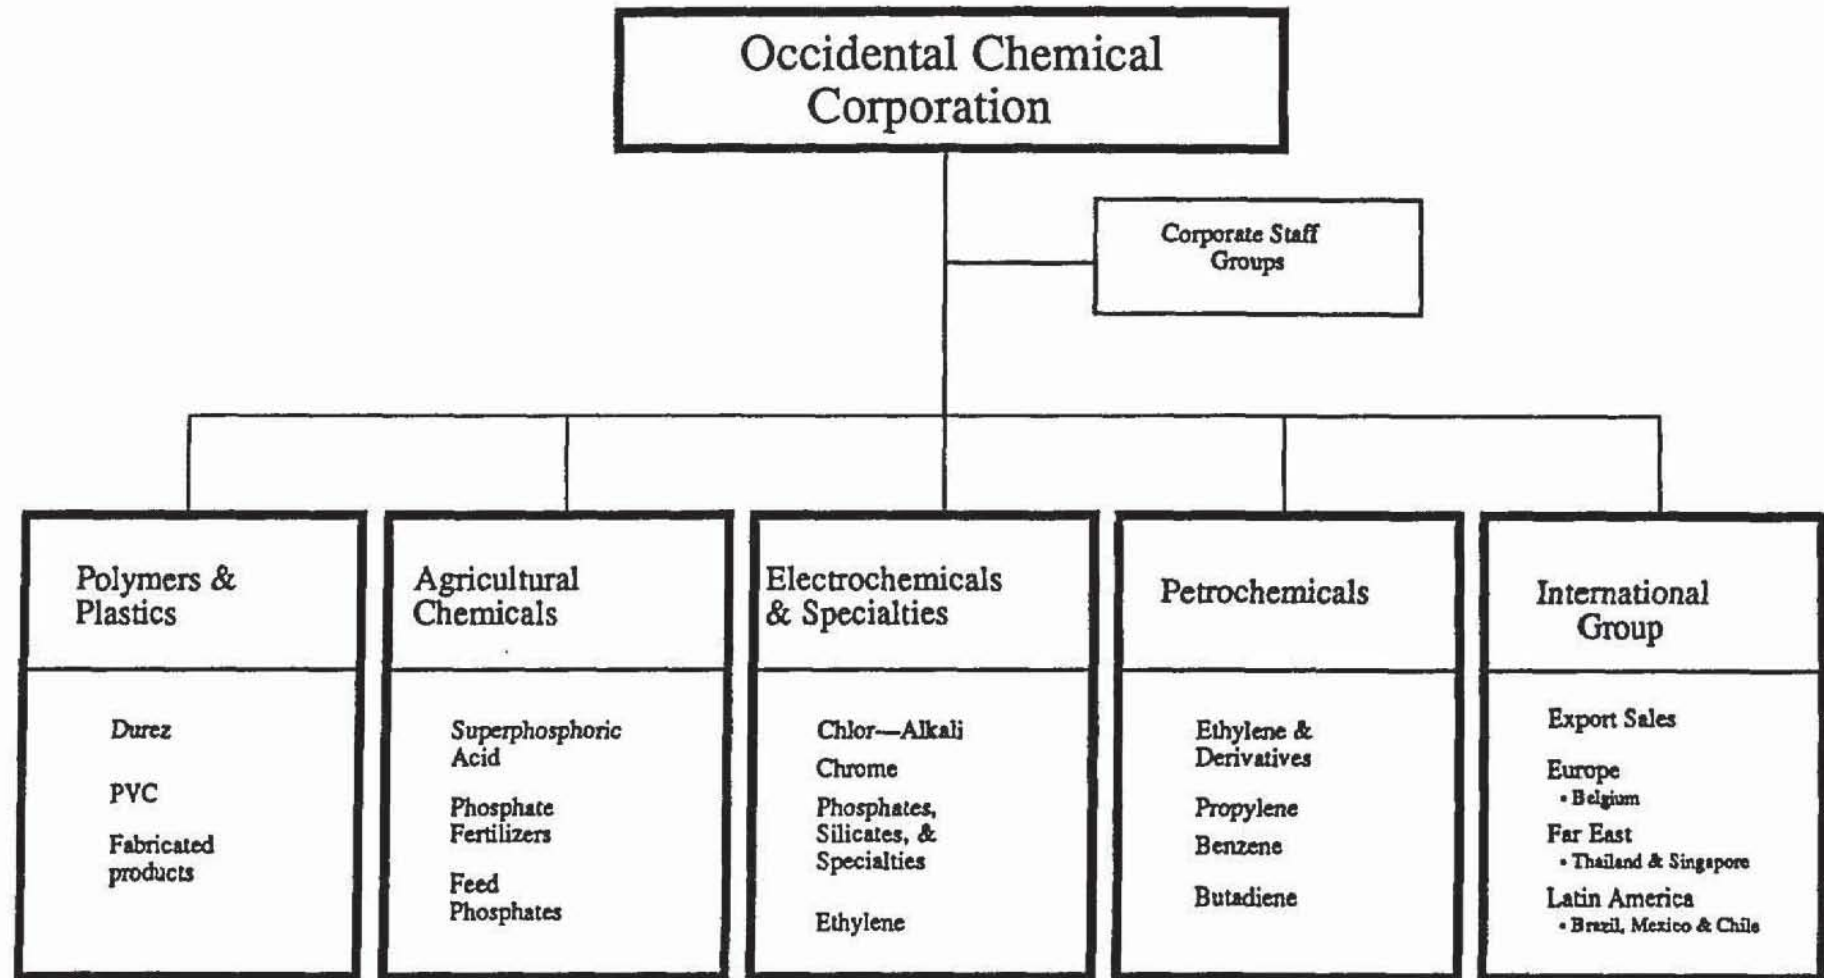 Occidental Chemical
Corporation
Corporate Staff
Groups
Polymers &
Plastics
Durez
PVC
Fabricated
products
Agricultural
Chemicals
Superphosphoric
Acid
Phosphate
Fertilizers
Feed
Phosphates
Electrochemicals
& Specialties
Chlor—Alkali
Chrome
Phosphates,
Silicates, &
Specialties
Ethylene
Petrochemicals
Ethylene &
Derivatives
Propylene
Benzene
Butadiene
International
Group
Export Sales
Europe
• Belgium
Far East
• Thailand & Singapore
Latin America
• Brazil, Mexico & Chile